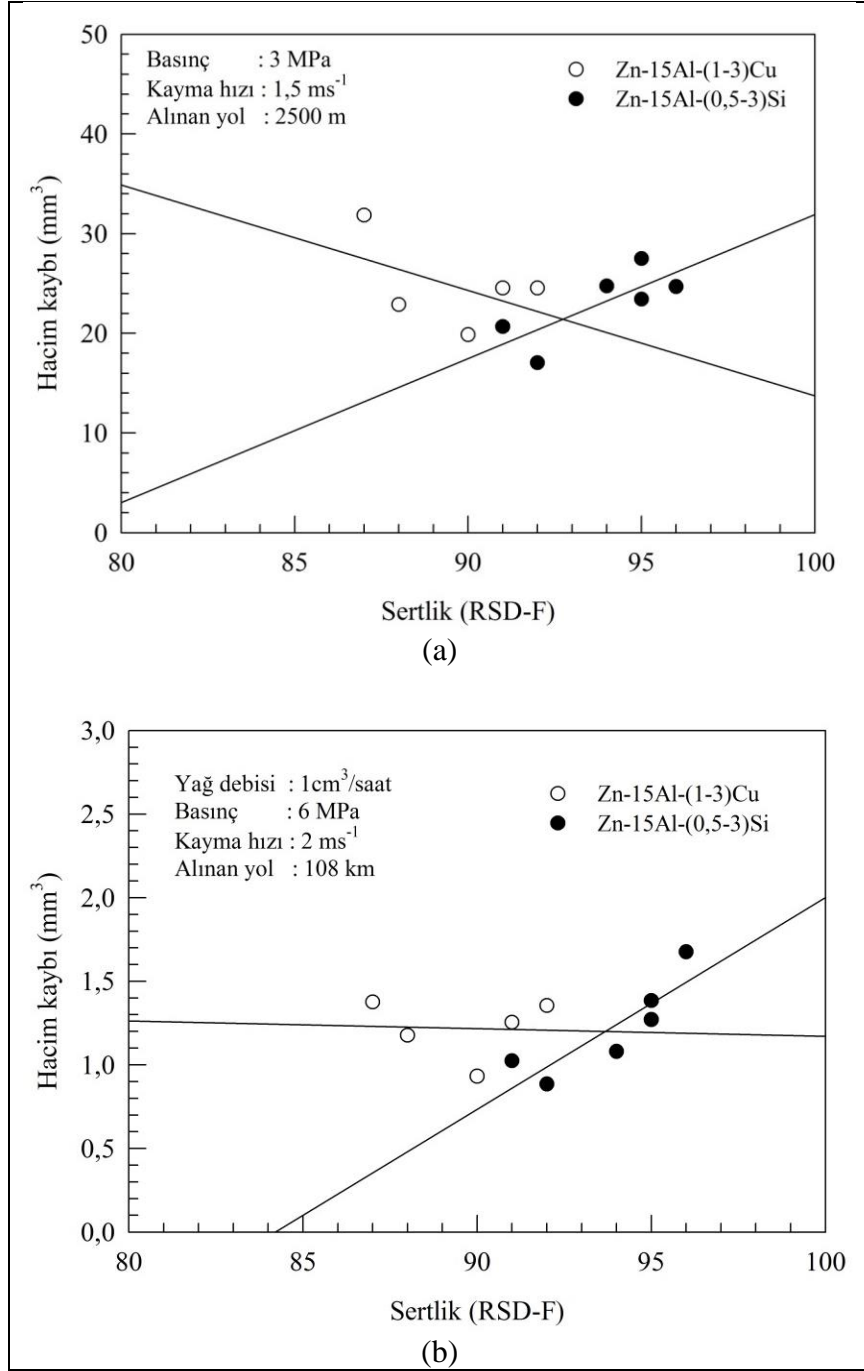 50
40
30
20
10
0
Hacim kaybı (mm³)
Basınç : 3 MPa
Kayma hızı : 1,5 ms⁻¹
Alınan yol : 2500 m
Zn-15Al-(1-3)Cu
Zn-15Al-(0,5-3)Si
80 85 90 95 100
Sertlik (RSD-F)
(a)
3,0
2,5
2,0
1,5
1,0
0,5
0,0
Hacim kaybı (mm³)
Yağ debisi : 1cm³/saat
Basınç : 6 MPa
Kayma hızı : 2 ms⁻¹
Alınan yol : 108 km
Zn-15Al-(1-3)Cu
Zn-15Al-(0,5-3)Si
80 85 90 95 100
Sertlik (RSD-F)
(b)